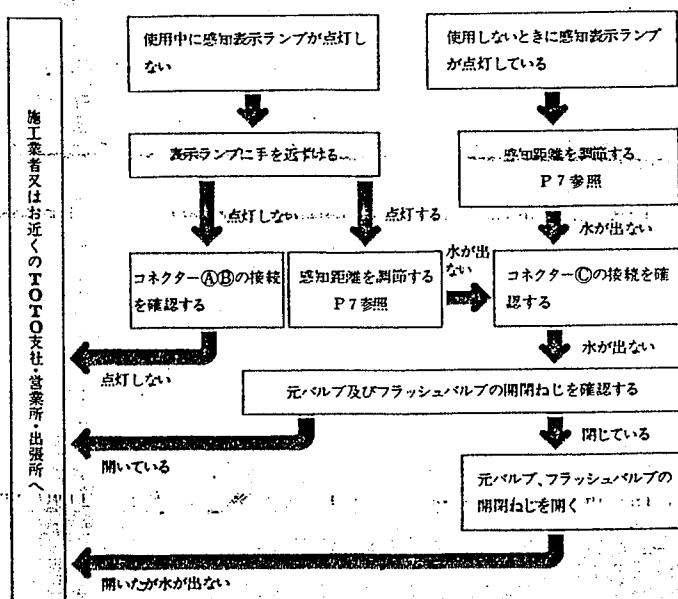 使用中に感知表示ランプが点灯し
ない
使用しないときに感知表示ランプ
が点灯している
表示ランプに手を近ずける
感知距離を調節する
P7参照
点灯しない
点灯する
水が出ない
コネクターⒶⒷの接続
を確認する
感知距離を調節する
P7参照
水が出
ない
コネクターⒸの接続を確
認する
点灯しない
水が出ない
元バルブ及びフラッシュバルブの開閉ねじを確認する
開いている
閉じている
元バルブ、フラッシュバルブの
開閉ねじを開く
開いたが水が出ない
施工業者又はお近くのTOTO支社・営業所・出張所へ